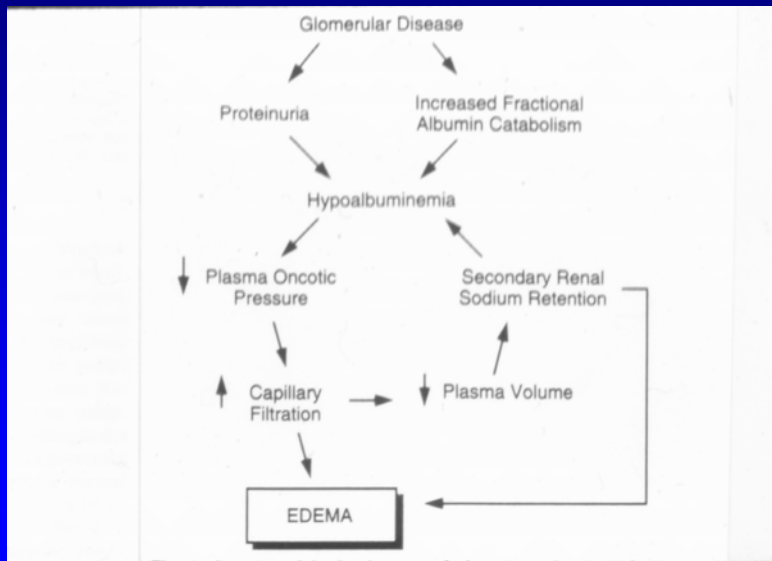 Glomerular Disease
Proteinuria
Increased Fractional
Albumin Catabolism
Hypoalbuminemia
Plasma Oncotic
Pressure
Secondary Renal
Sodium Retention
Capillary
Filtration
Plasma Volume
EDEMA